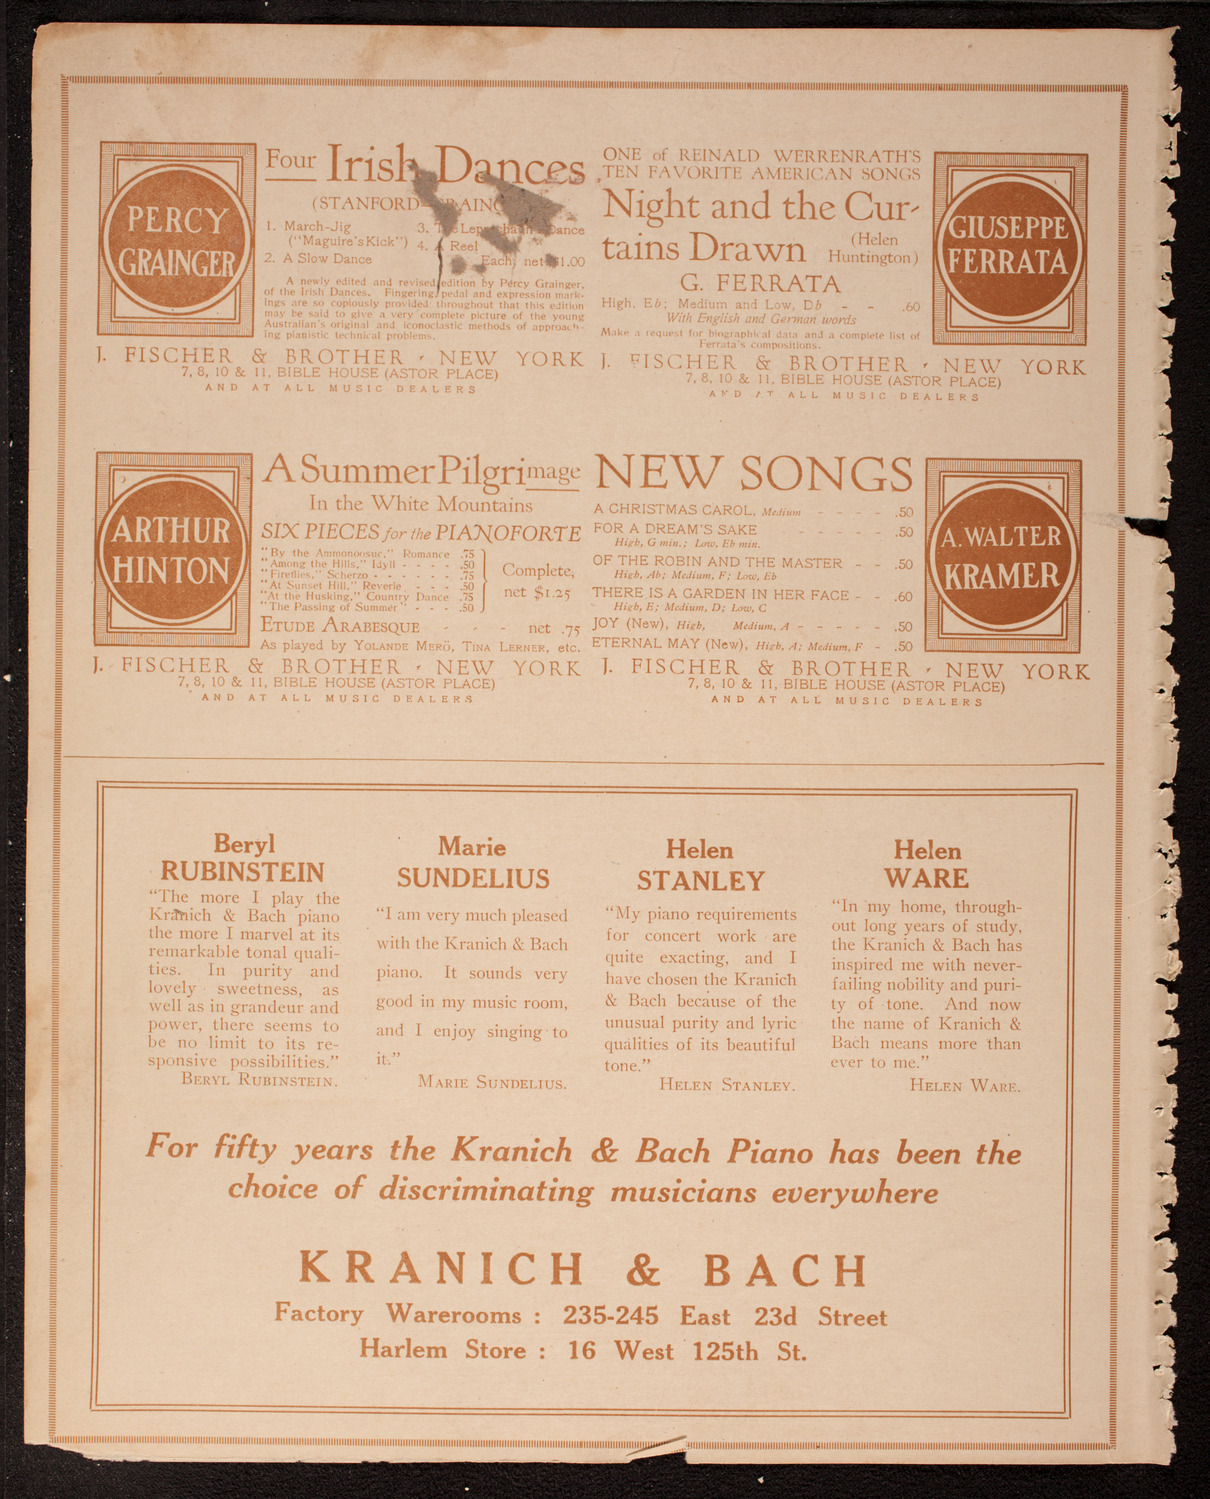 PERCY
GRAINGER
Four Irish Dances
(STANFORD-GRAINGER)
1. March-Jig
("Maguire's Kick")
2. A Slow Dance
3. The Leprechaun's Dance
4. A Reel
Each, net $1.00
A newly edited and revised edition by Percy Grainger,
of the Irish Dances. Fingering, pedal and expression mark-
ings are so copiously provided throughout that this edition
may be said to give a very complete picture of the young
Australian's original and iconoclastic methods of approach-
ing pianistic technical problems.
J. FISCHER & BROTHER - NEW YORK
7, 8, 10 & 11, BIBLE HOUSE (ASTOR PLACE)
AND AT ALL MUSIC DEALERS
ONE of REINALD WERRENRATH'S
TEN FAVORITE AMERICAN SONGS
Night and the Cur-
tains Drawn (Helen
Huntington)
G. FERRATA
High, Eb; Medium and Low, Db - - .60
With English and German words
Make a request for biographical data and a complete list of
Ferrata's compositions.
GIUSEPPE
FERRATA
J. FISCHER & BROTHER - NEW YORK
7, 8, 10 & 11, BIBLE HOUSE (ASTOR PLACE)
AND AT ALL MUSIC DEALERS
ARTHUR
HINTON
A Summer Pilgrimage
In the White Mountains
SIX PIECES for the PIANOFORTE
"By the Ammonoosuc," Romance .75
"Among the Hills," Idyll - - - - .50
"Fireflies," Scherzo - - - - - - .75
"At Sunset Hill," Reverie - - - .50
"At the Husking," Country Dance .75
"The Passing of Summer" - - - .50
Complete,
net $1.25
ETUDE ARABESQUE - - - net .75
As played by YOLANDE MERÖ, TINA LERNER, etc.
J. FISCHER & BROTHER - NEW YORK
7, 8, 10 & 11, BIBLE HOUSE (ASTOR PLACE)
AND AT ALL MUSIC DEALERS
NEW SONGS
A CHRISTMAS CAROL, Medium - - - - .50
FOR A DREAM'S SAKE - - - - - .50
High, G min.; Low, Eb min.
OF THE ROBIN AND THE MASTER - - .50
High, Ab; Medium, F; Low, Eb
THERE IS A GARDEN IN HER FACE - - .60
High, E; Medium, D; Low, C
JOY (New), High, Medium, A - - - - - .50
ETERNAL MAY (New), High, A; Medium, F - .50
A. WALTER
KRAMER
J. FISCHER & BROTHER - NEW YORK
7, 8, 10 & 11, BIBLE HOUSE (ASTOR PLACE)
AND AT ALL MUSIC DEALERS
Beryl
RUBINSTEIN
"The more I play the
Kranich & Bach piano
the more I marvel at its
remarkable tonal quali-
ties. In purity and
lovely sweetness, as
well as in grandeur and
power, there seems to
be no limit to its re-
sponsive possibilities."
BERYL RUBINSTEIN.
Marie
SUNDELIUS
"I am very much pleased
with the Kranich & Bach
piano. It sounds very
good in my music room,
and I enjoy singing to
it."
MARIE SUNDELIUS.
Helen
STANLEY
"My piano requirements
for concert work are
quite exacting, and I
have chosen the Kranich
& Bach because of the
unusual purity and lyric
qualities of its beautiful
tone."
HELEN STANLEY.
Helen
WARE
"In my home, through-
out long years of study,
the Kranich & Bach has
inspired me with never-
failing nobility and puri-
ty of tone. And now
the name of Kranich &
Bach means more than
ever to me."
HELEN WARE.
For fifty years the Kranich & Bach Piano has been the
choice of discriminating musicians everywhere
KRANICH & BACH
Factory Warerooms : 235-245 East 23d Street
Harlem Store : 16 West 125th St.